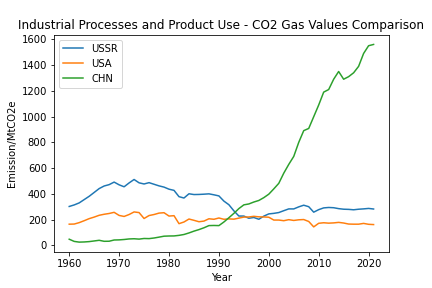 Industrial Processes and Product Use - CO2 Gas Values Comparison
1600
1400
1200
1000
800
600
400
200
0
Emission/MtCO2e
USSR
USA
CHN
1960 1970 1980 1990 2000 2010 2020
Year